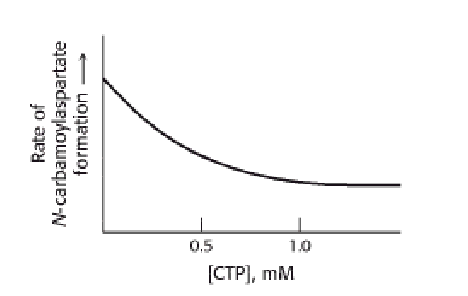 Rate of
N-carbamoylaspartate
formation ⟶
0.5 1.0
[CTP], mM